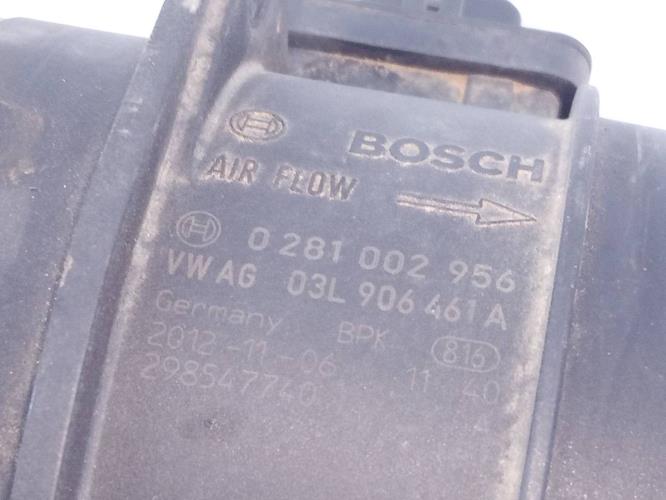 BOSCH
AIR FLOW
0 281 002 956
VW AG 03L 906 461 A
Germany BPK 816
2012-11-06 11 40
298547740